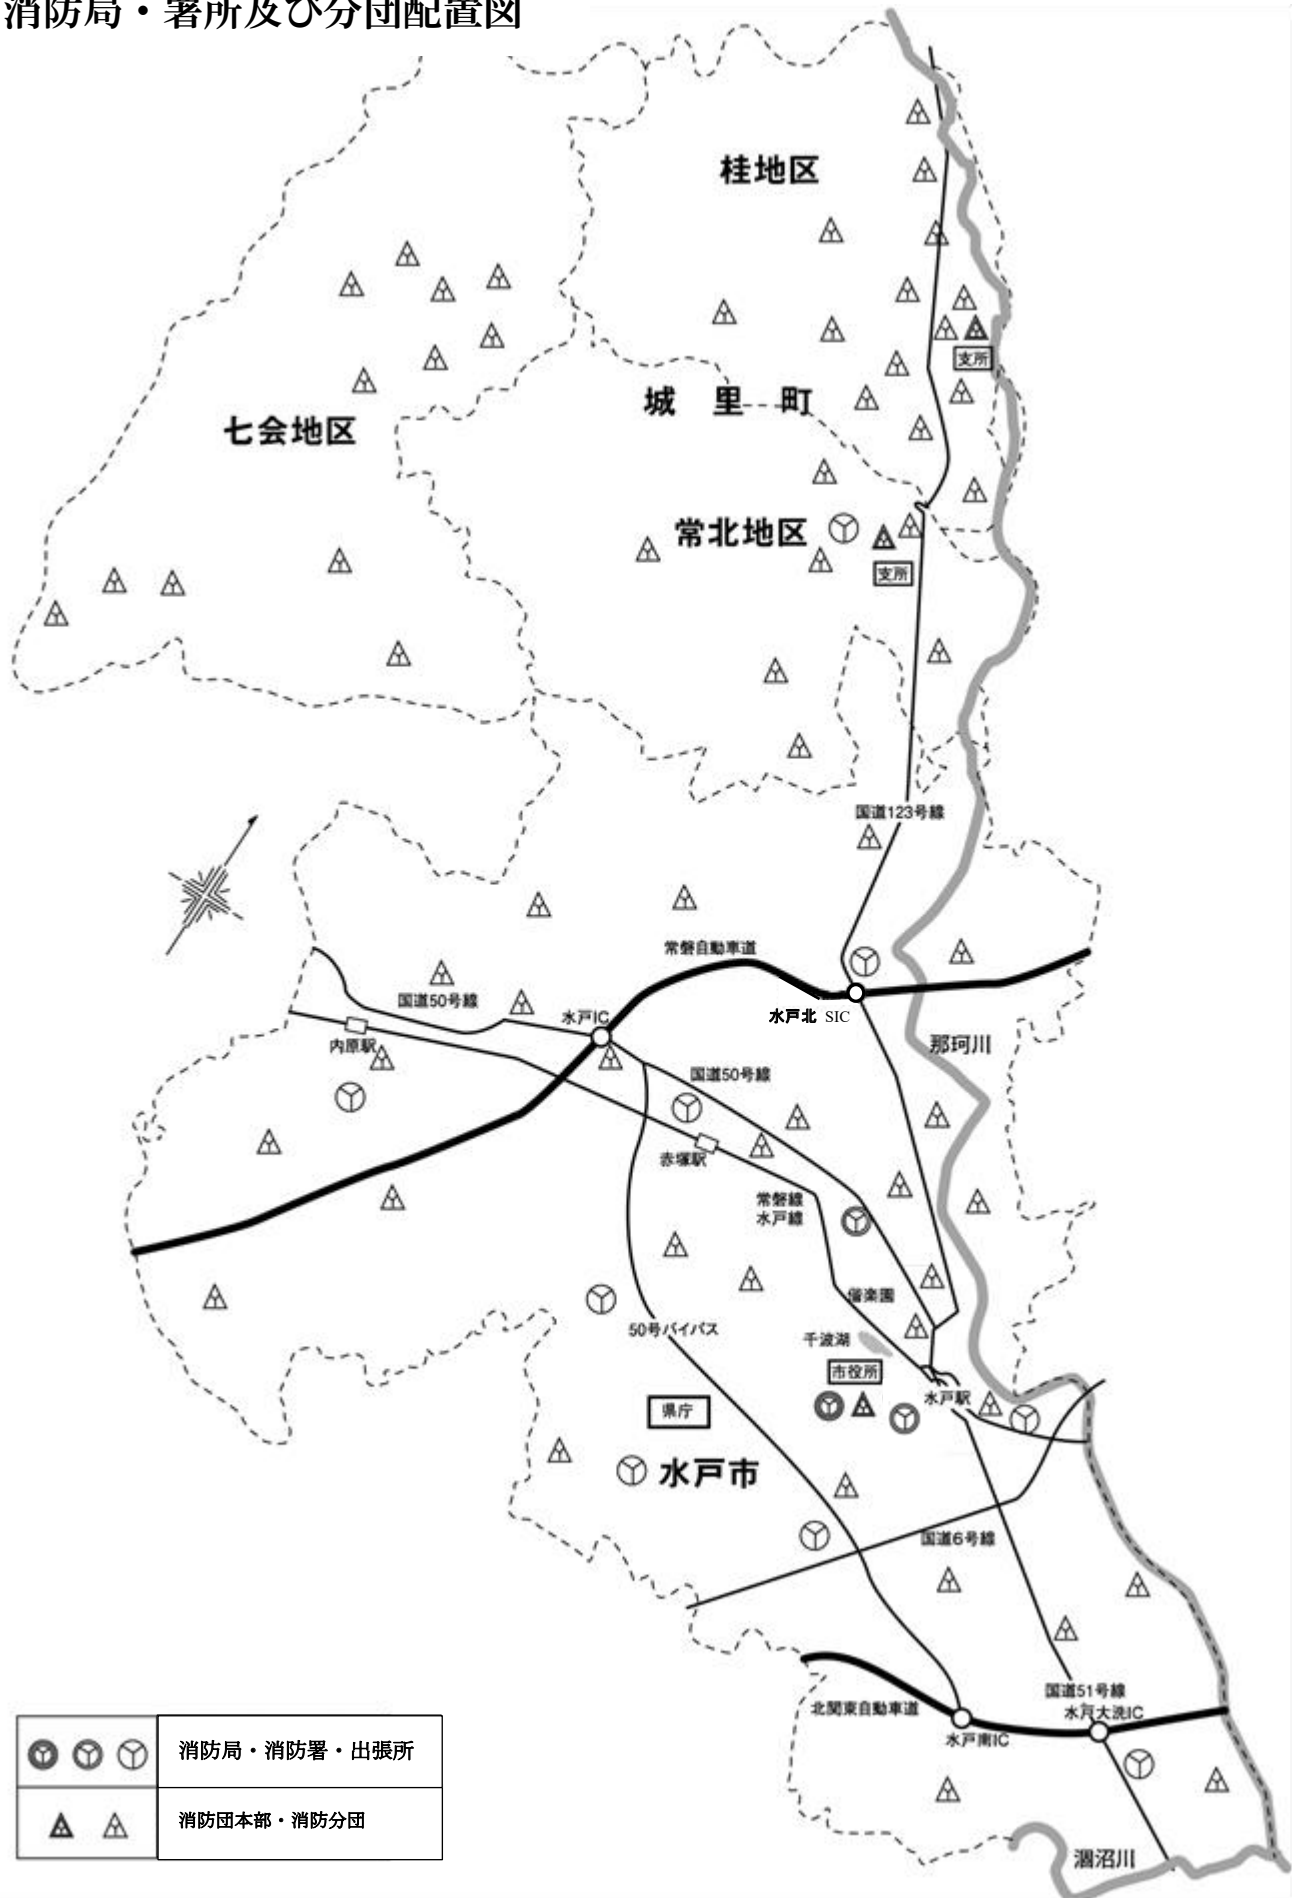 消防局・署所及び分団配置図
桂地区
支所
城里町
七会地区
常北地区
支所
国道123号線
常磐自動車道
国道50号線
水戸IC
水戸北 SIC
内原駅
那珂川
国道50号線
赤塚駅
常磐線
水戸線
偕楽園
50号バイパス
千波湖
市役所
水戸駅
県庁
水戸市
国道6号線
国道51号線
北関東自動車道
水戸大洗IC
水戸南IC
消防局・消防署・出張所
消防団本部・消防分団
涸沼川